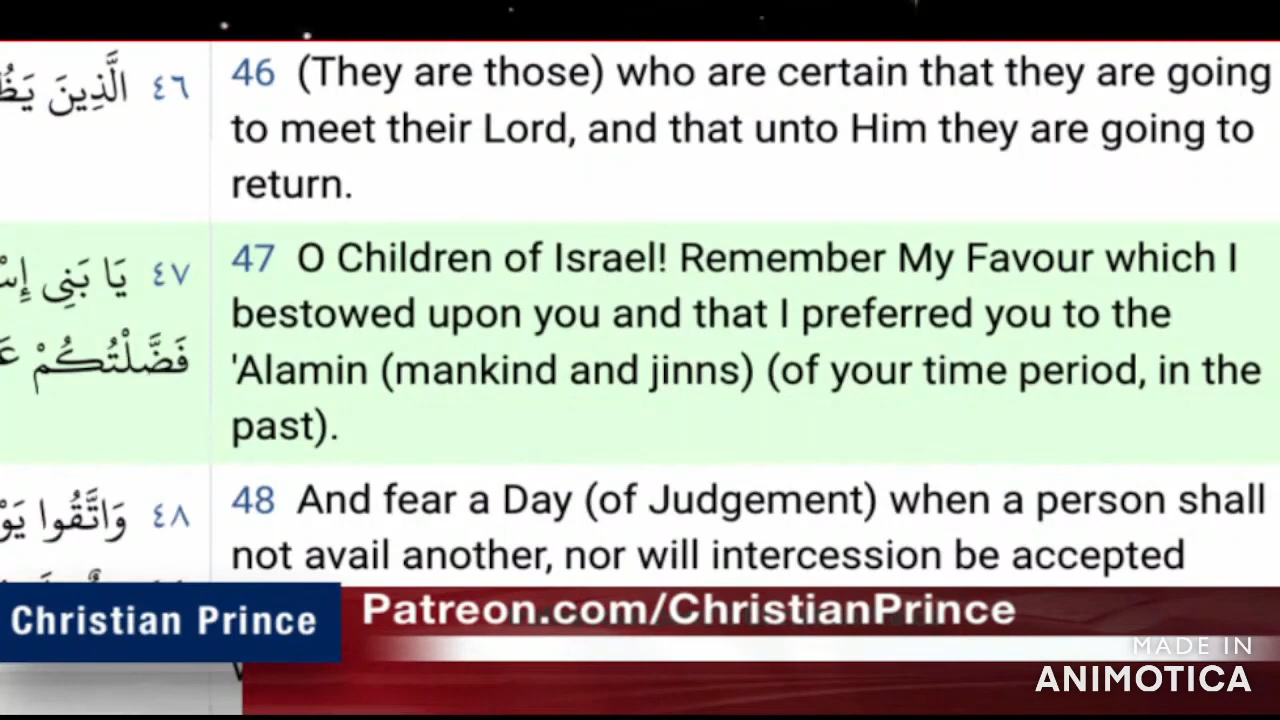 46 (They are those) who are certain that they are going
to meet their Lord, and that unto Him they are going to
return.
٤٦ الَّذِينَ
47 O Children of Israel! Remember My Favour which I
bestowed upon you and that I preferred you to the
'Alamin (mankind and jinns) (of your time period, in the
past).
٤٧ يَا بَنِي
فَضَّلْتُكُمْ
48 And fear a Day (of Judgement) when a person shall
not avail another, nor will intercession be accepted
٤٨ وَاتَّقُوا
Christian Prince
Patreon.com/ChristianPrince
MADE IN
ANIMOTICA